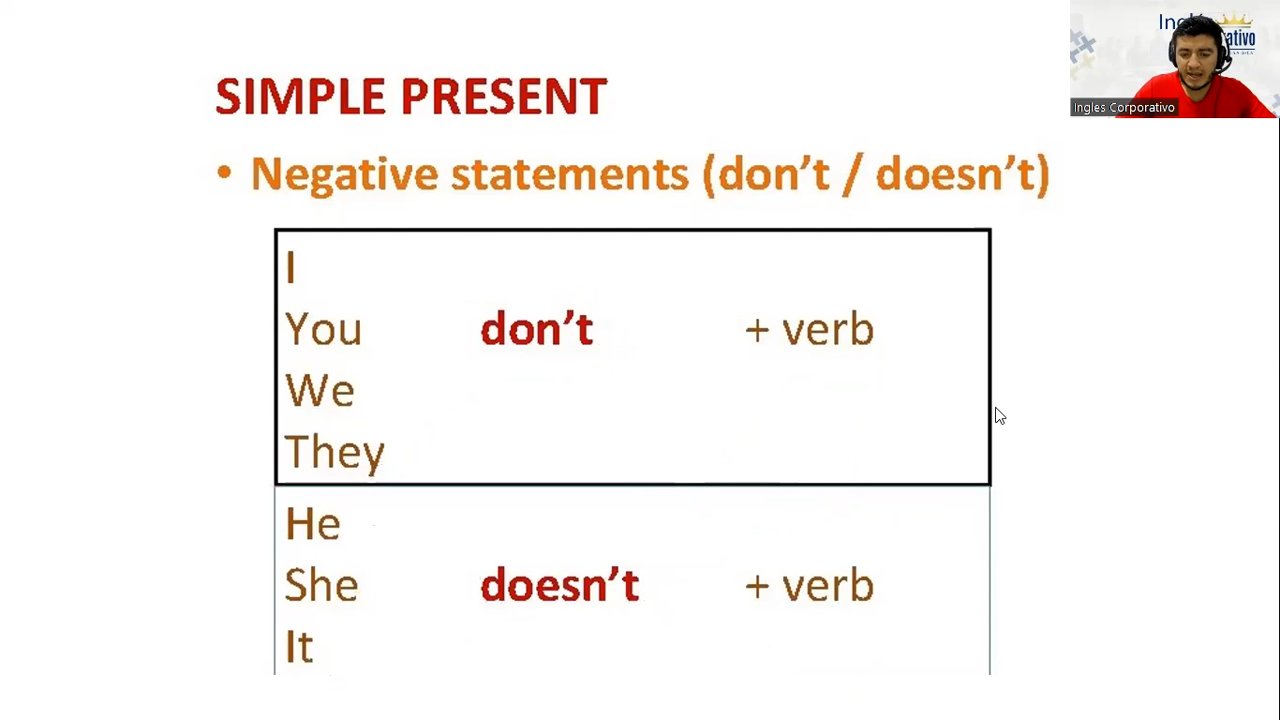 SIMPLE PRESENT
• Negative statements (don't / doesn't)
I
You don't + verb
We
They
He
She doesn't + verb
It
Ingles Corporativo